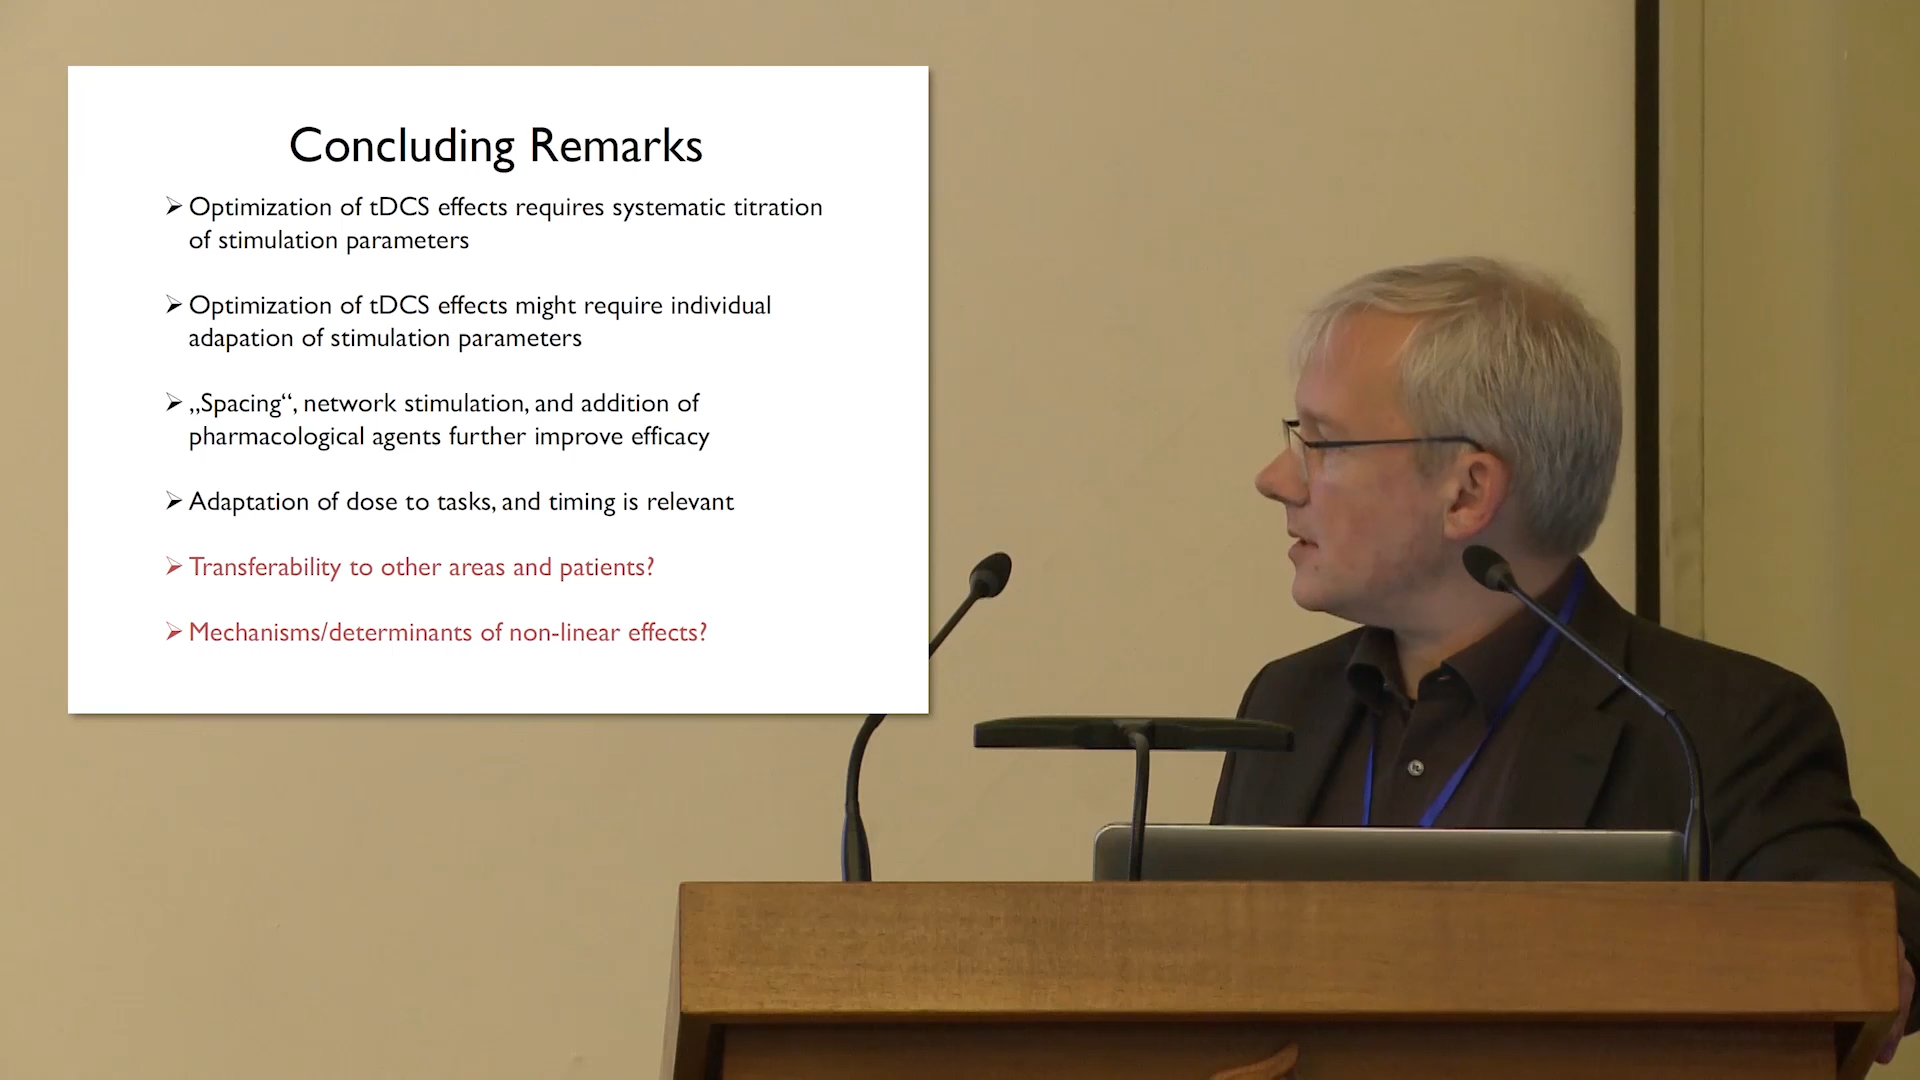 Concluding Remarks
➢ Optimization of tDCS effects requires systematic titration
of stimulation parameters
➢ Optimization of tDCS effects might require individual
adapation of stimulation parameters
➢ „Spacing“, network stimulation, and addition of
pharmacological agents further improve efficacy
➢ Adaptation of dose to tasks, and timing is relevant
➢ Transferability to other areas and patients?
➢ Mechanisms/determinants of non-linear effects?